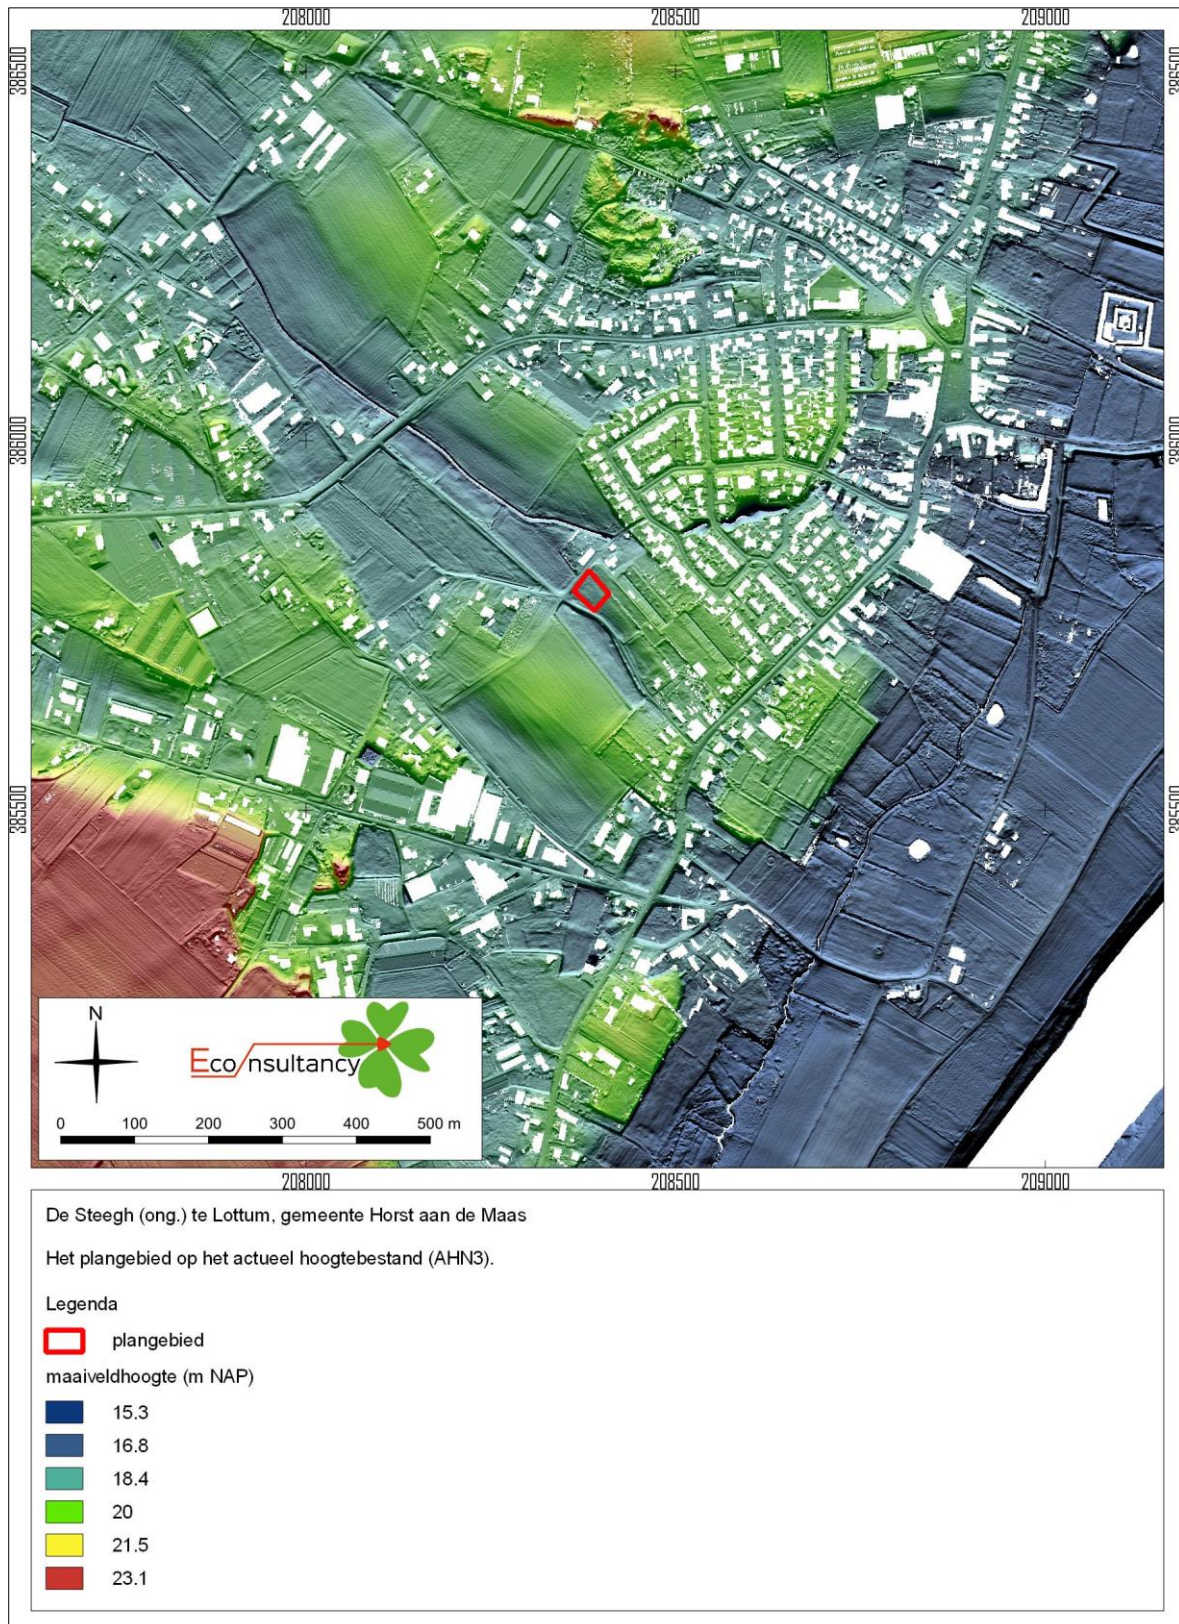 208000 208500 209000
386500 386500
386000 386000
385500 385500
N
Econsultancy
0 100 200 300 400 500 m
208000 208500 209000
De Steegh (ong.) te Lottum, gemeente Horst aan de Maas
Het plangebied op het actueel hoogtebestand (AHN3).
Legenda
plangebied
maaiveldhoogte (m NAP)
15.3
16.8
18.4
20
21.5
23.1